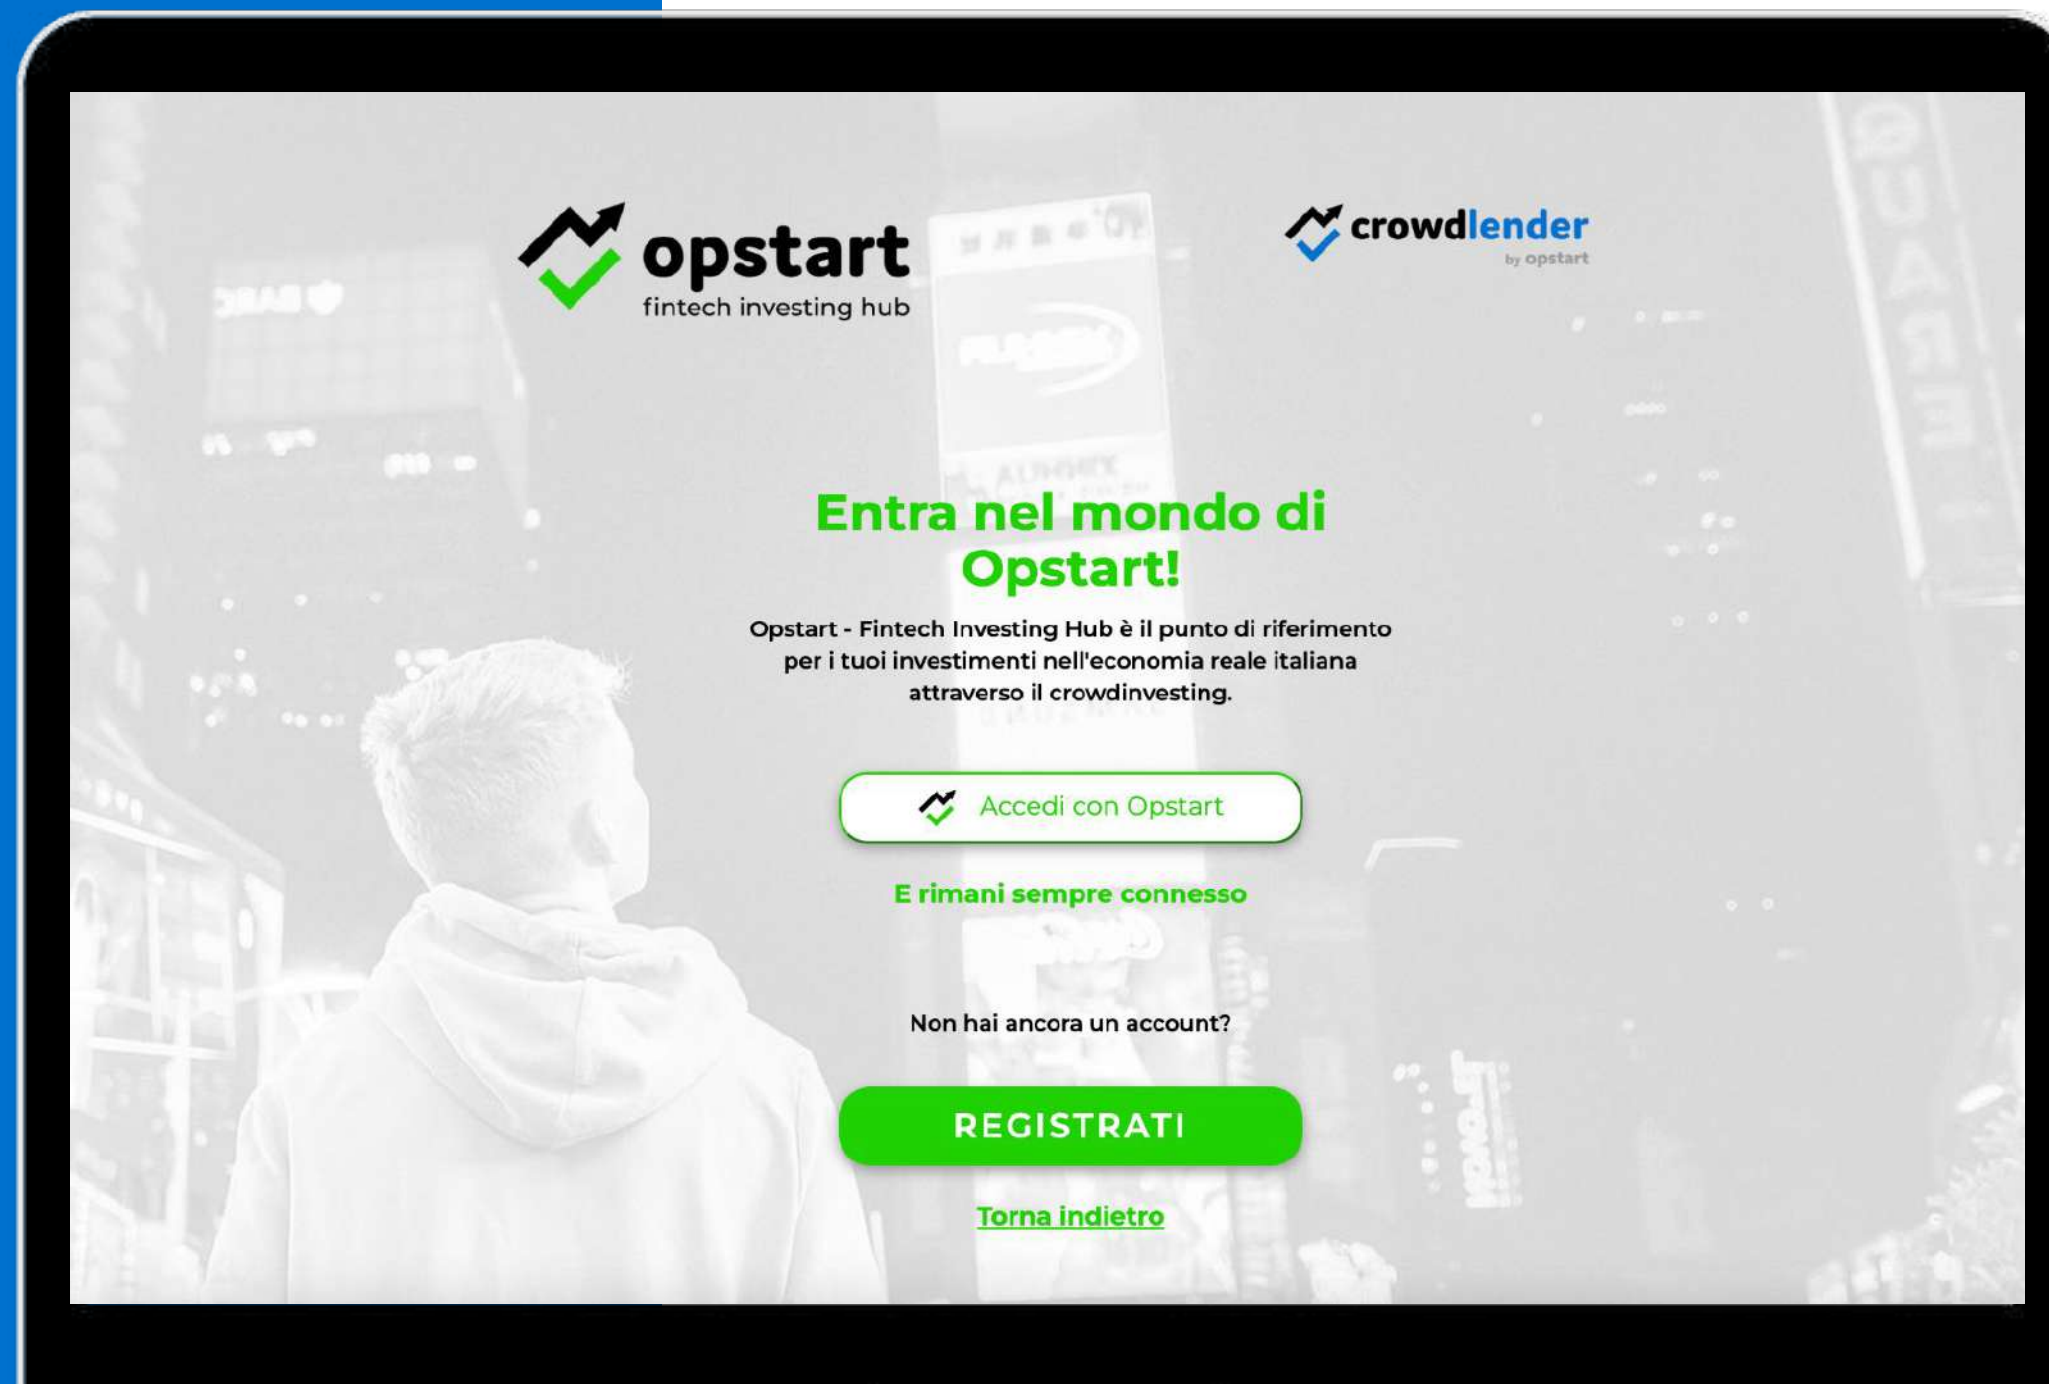 opstart
fintech investing hub
crowdlender
by opstart
Entra nel mondo di
Opstart!
Opstart - Fintech Investing Hub è il punto di riferimento
per i tuoi investimenti nell'economia reale italiana
attraverso il crowdinvesting.
Accedi con Opstart
E rimani sempre connesso
Non hai ancora un account?
REGISTRATI
Torna indietro